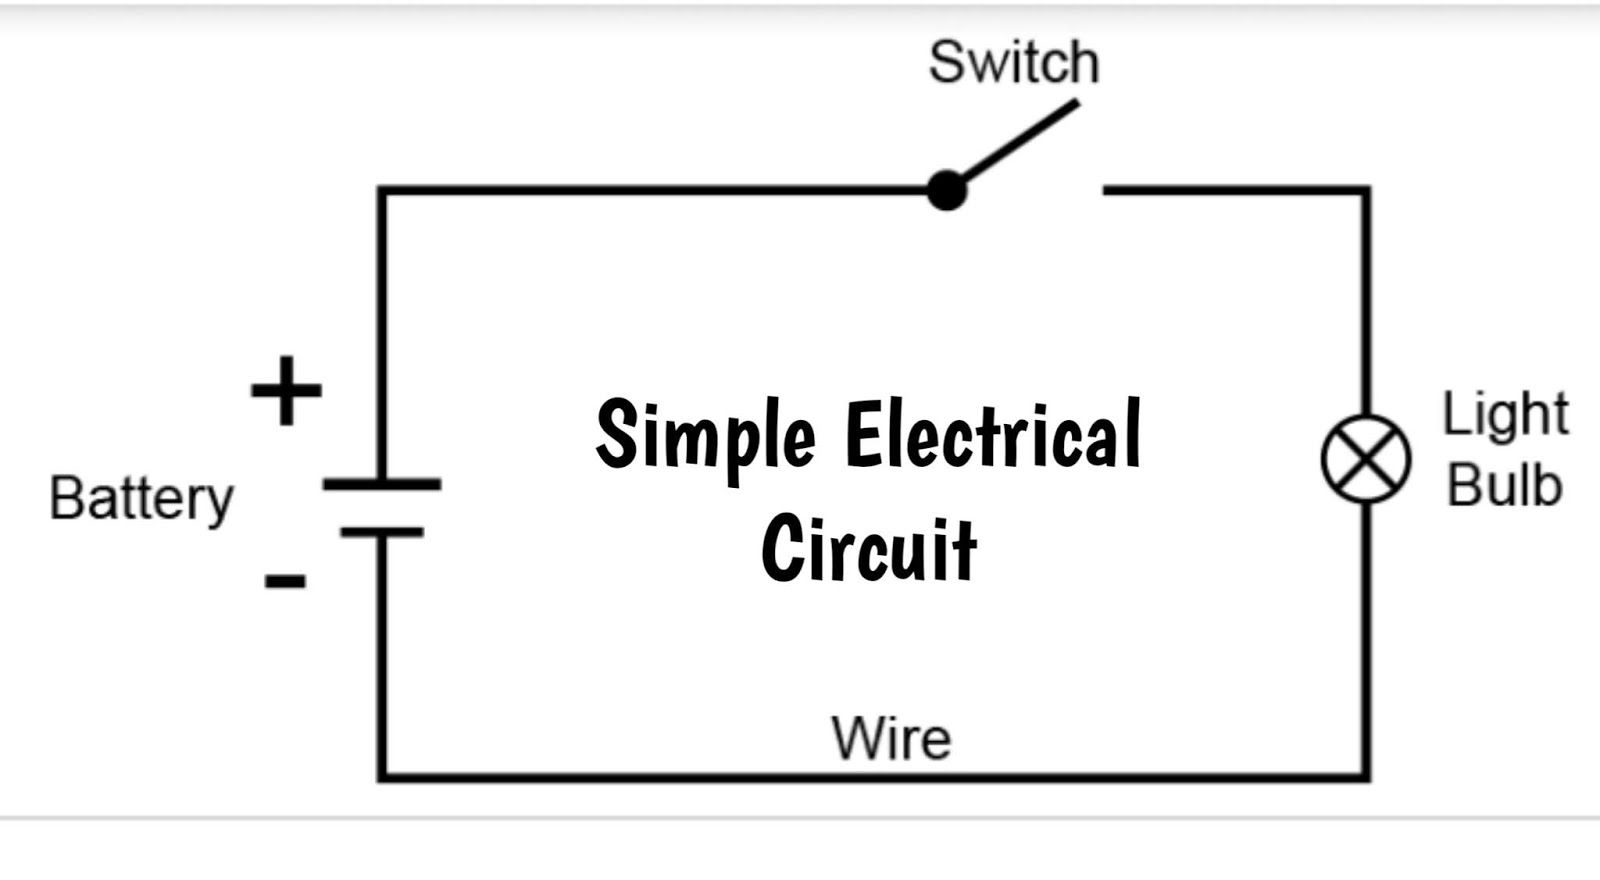 Switch
+
Simple Electrical
Circuit
Light
Bulb
Battery
-
Wire